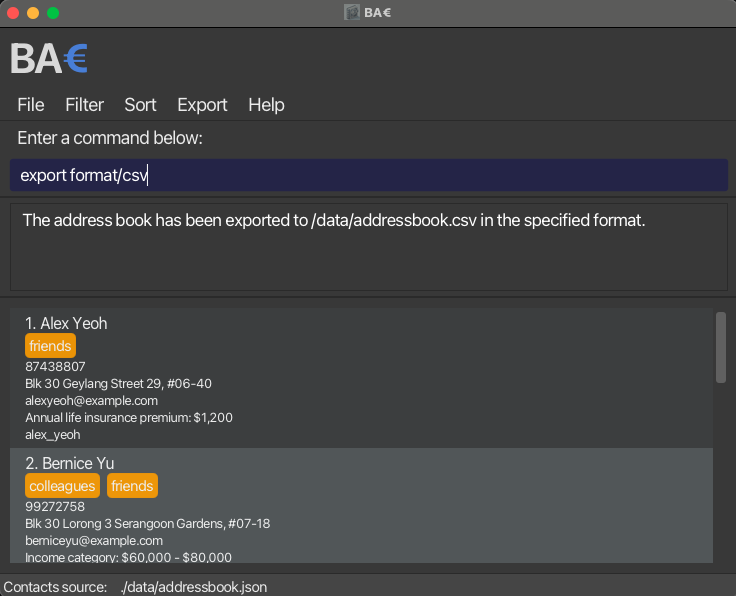 BA€
BA€
File Filter Sort Export Help
Enter a command below:
export format/csv
The address book has been exported to /data/addressbook.csv in the specified format.
1. Alex Yeoh
friends
87438807
Blk 30 Geylang Street 29, #06-40
alexyeoh@example.com
Annual life insurance premium: $1,200
alex_yeoh
2. Bernice Yu
colleagues friends
99272758
Blk 30 Lorong 3 Serangoon Gardens, #07-18
berniceyu@example.com
Income category: $60,000 - $80,000
Contacts source: ./data/addressbook.json